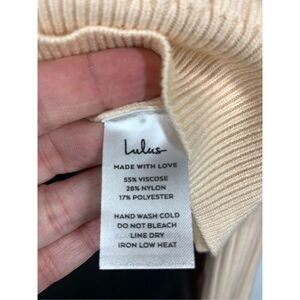 Lulus
MADE WITH LOVE
55% VISCOSE
28% NYLON
17% POLYESTER
HAND WASH COLD
DO NOT BLEACH
LINE DRY
IRON LOW HEAT